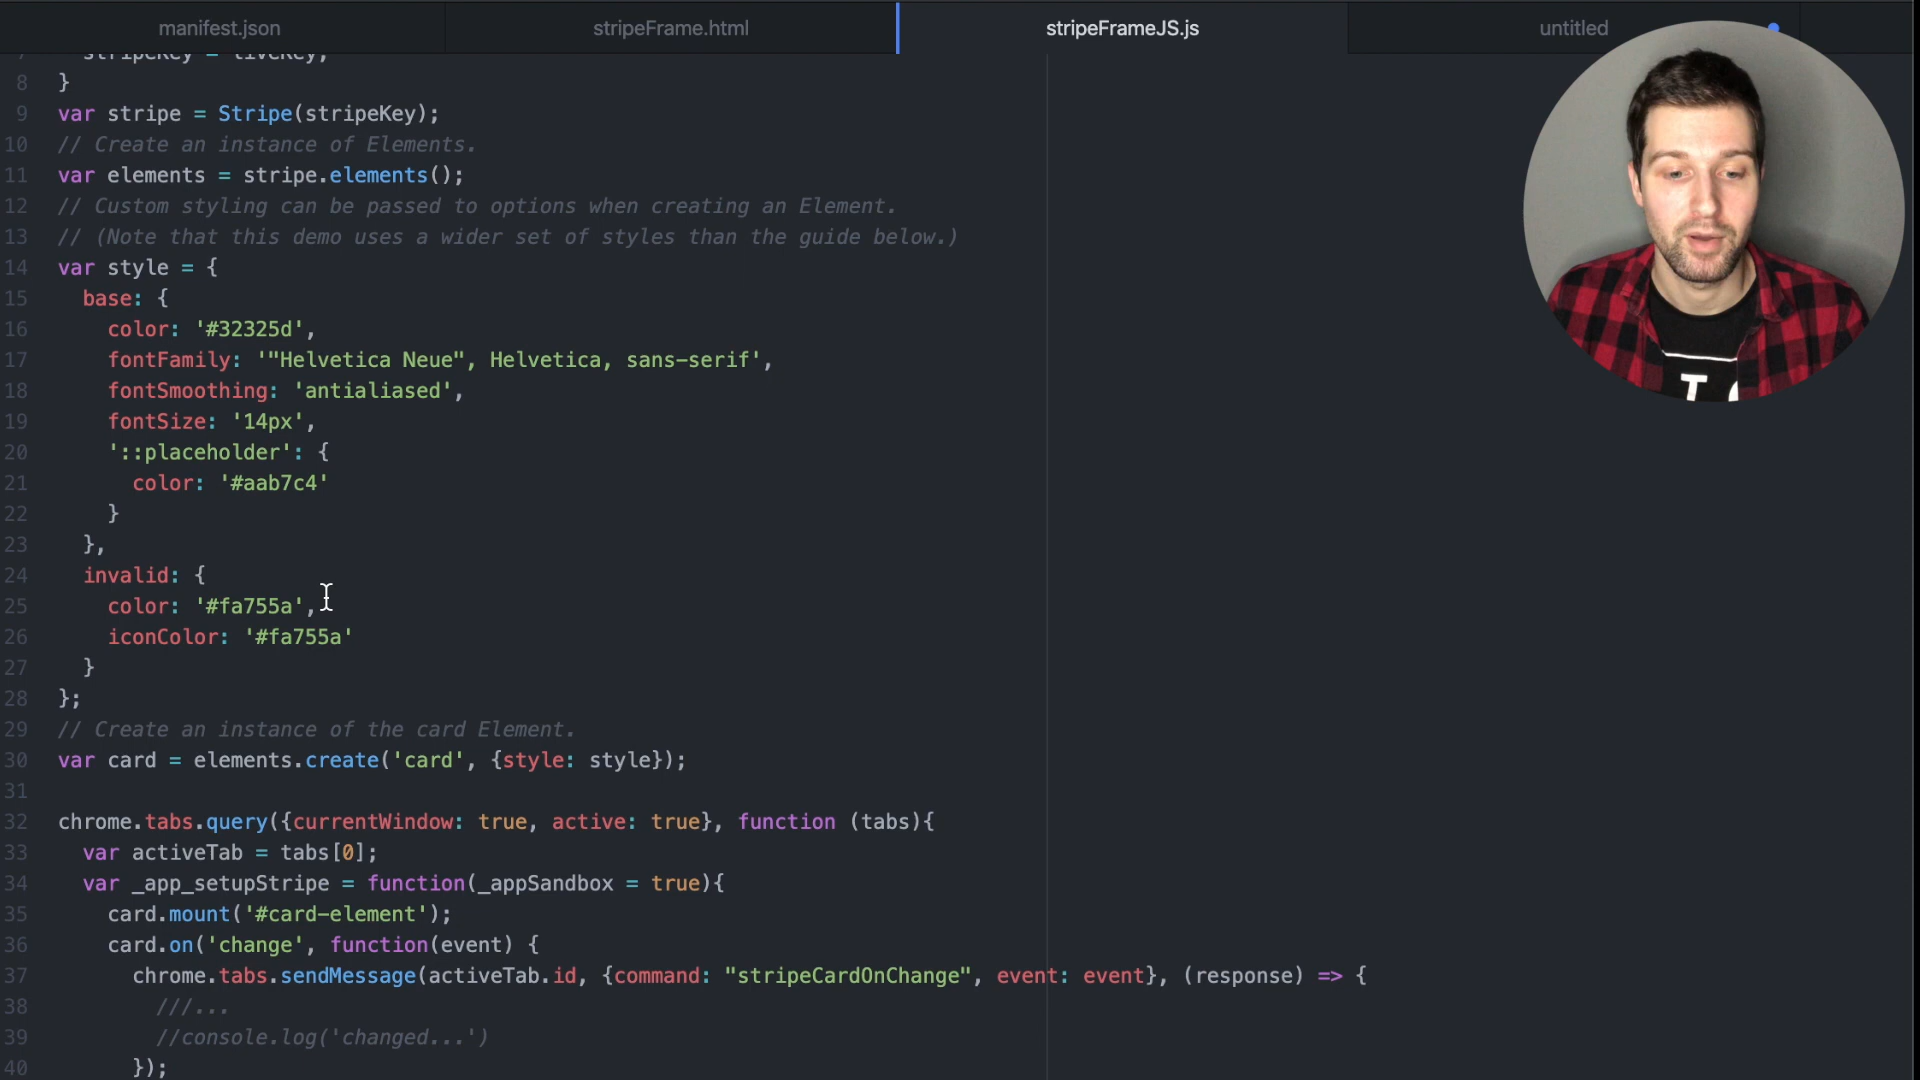 manifest.json
stripeFrame.html
stripeFrameJS.js
untitled
7 stripeKey = liveKey;
8 }
9 var stripe = Stripe(stripeKey);
10 // Create an instance of Elements.
11 var elements = stripe.elements();
12 // Custom styling can be passed to options when creating an Element.
13 // (Note that this demo uses a wider set of styles than the guide below.)
14 var style = {
15 base: {
16 color: '#32325d',
17 fontFamily: '"Helvetica Neue", Helvetica, sans-serif',
18 fontSmoothing: 'antialiased',
19 fontSize: '14px',
20 '::placeholder': {
21 color: '#aab7c4'
22 }
23 },
24 invalid: {
25 color: '#fa755a',
26 iconColor: '#fa755a'
27 }
28 };
29 // Create an instance of the card Element.
30 var card = elements.create('card', {style: style});
31
32 chrome.tabs.query({currentWindow: true, active: true}, function (tabs){
33 var activeTab = tabs[0];
34 var _app_setupStripe = function(_appSandbox = true){
35 card.mount('#card-element');
36 card.on('change', function(event) {
37 chrome.tabs.sendMessage(activeTab.id, {command: "stripeCardOnChange", event: event}, (response) => {
38 ///...
39 //console.log('changed...')
40 });